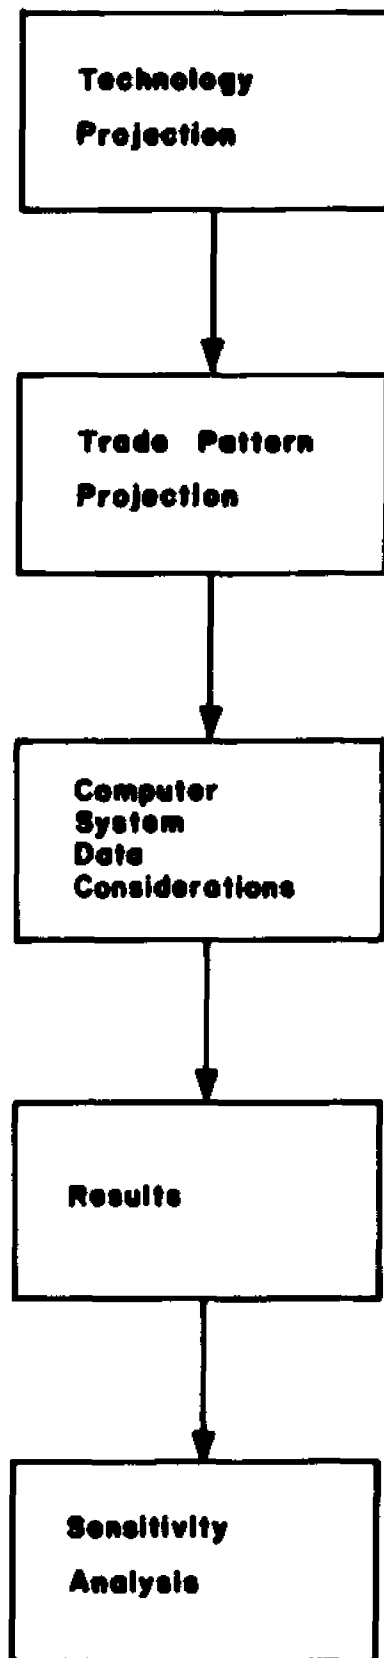 Technology
Projection
Trade Pattern
Projection
Computer
System
Data
Considerations
Results
Sensitivity
Analysis